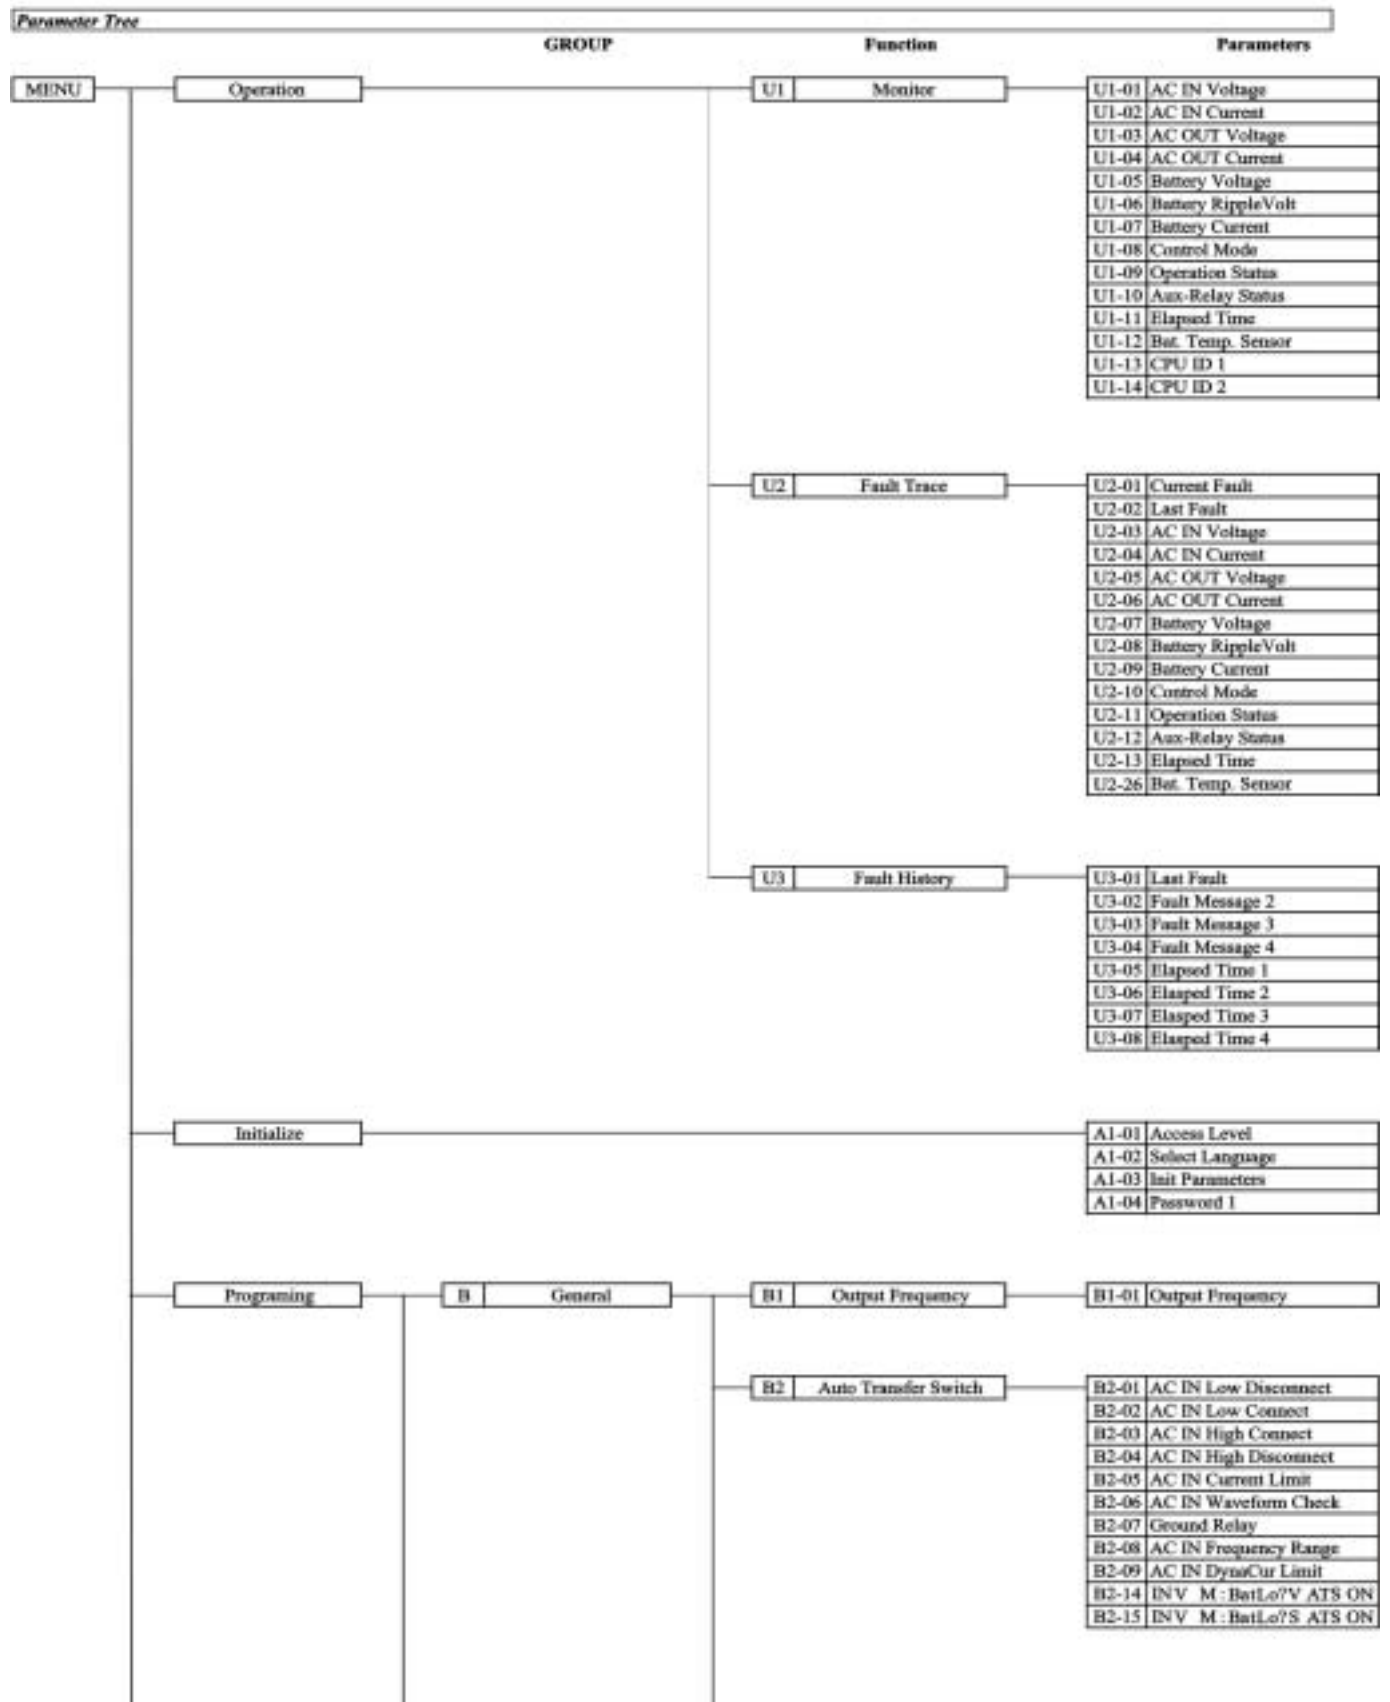 Parameter Tree
GROUP Function Parameters
MENU Operation U1 Monitor U1-01 AC IN Voltage
U1-02 AC IN Current
U1-03 AC OUT Voltage
U1-04 AC OUT Current
U1-05 Battery Voltage
U1-06 Battery RippleVolt
U1-07 Battery Current
U1-08 Control Mode
U1-09 Operation Status
U1-10 Aux-Relay Status
U1-11 Elapsed Time
U1-12 Bat. Temp. Sensor
U1-13 CPU ID 1
U1-14 CPU ID 2
U2 Fault Trace U2-01 Current Fault
U2-02 Last Fault
U2-03 AC IN Voltage
U2-04 AC IN Current
U2-05 AC OUT Voltage
U2-06 AC OUT Current
U2-07 Battery Voltage
U2-08 Battery RippleVolt
U2-09 Battery Current
U2-10 Control Mode
U2-11 Operation Status
U2-12 Aux-Relay Status
U2-13 Elapsed Time
U2-26 Bat. Temp. Sensor
U3 Fault History U3-01 Last Fault
U3-02 Fault Message 2
U3-03 Fault Message 3
U3-04 Fault Message 4
U3-05 Elapsed Time 1
U3-06 Elasped Time 2
U3-07 Elasped Time 3
U3-08 Elasped Time 4
Initialize A1-01 Access Level
A1-02 Select Language
A1-03 Init Parameters
A1-04 Password 1
Programing B General B1 Output Frequency B1-01 Output Frequency
B2 Auto Transfer Switch B2-01 AC IN Low Disconnect
B2-02 AC IN Low Connect
B2-03 AC IN High Connect
B2-04 AC IN High Disconnect
B2-05 AC IN Current Limit
B2-06 AC IN Waveform Check
B2-07 Ground Relay
B2-08 AC IN Frequency Range
B2-09 AC IN DynaCur Limit
B2-14 INV M : BatLo?V ATS ON
B2-15 INV M : BatLo?S ATS ON